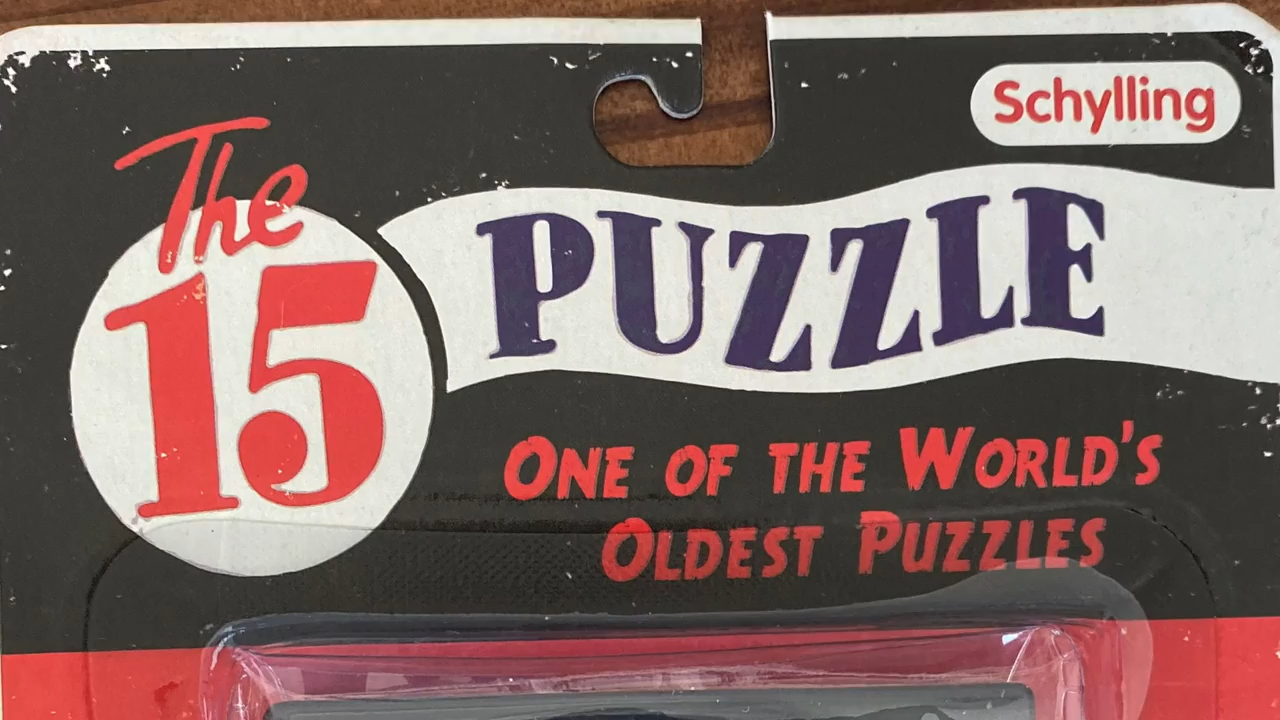 Schylling
The
15 PUZZLE
ONE OF THE WORLD'S
OLDEST PUZZLES